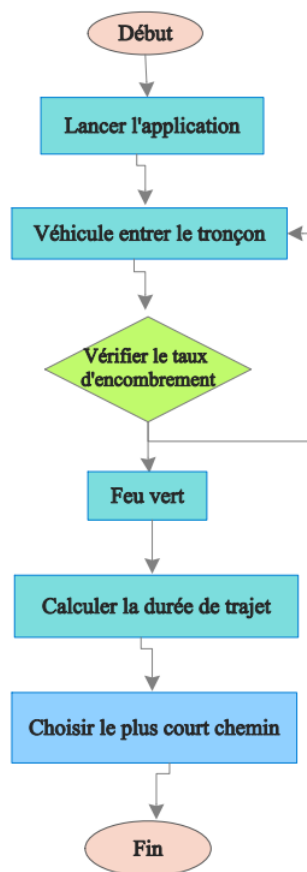 Début
Lancer l'application
Véhicule entrer le tronçon
Vérifier le taux
d'encombrement
Feu vert
Calculer la durée de trajet
Choisir le plus court chemin
Fin